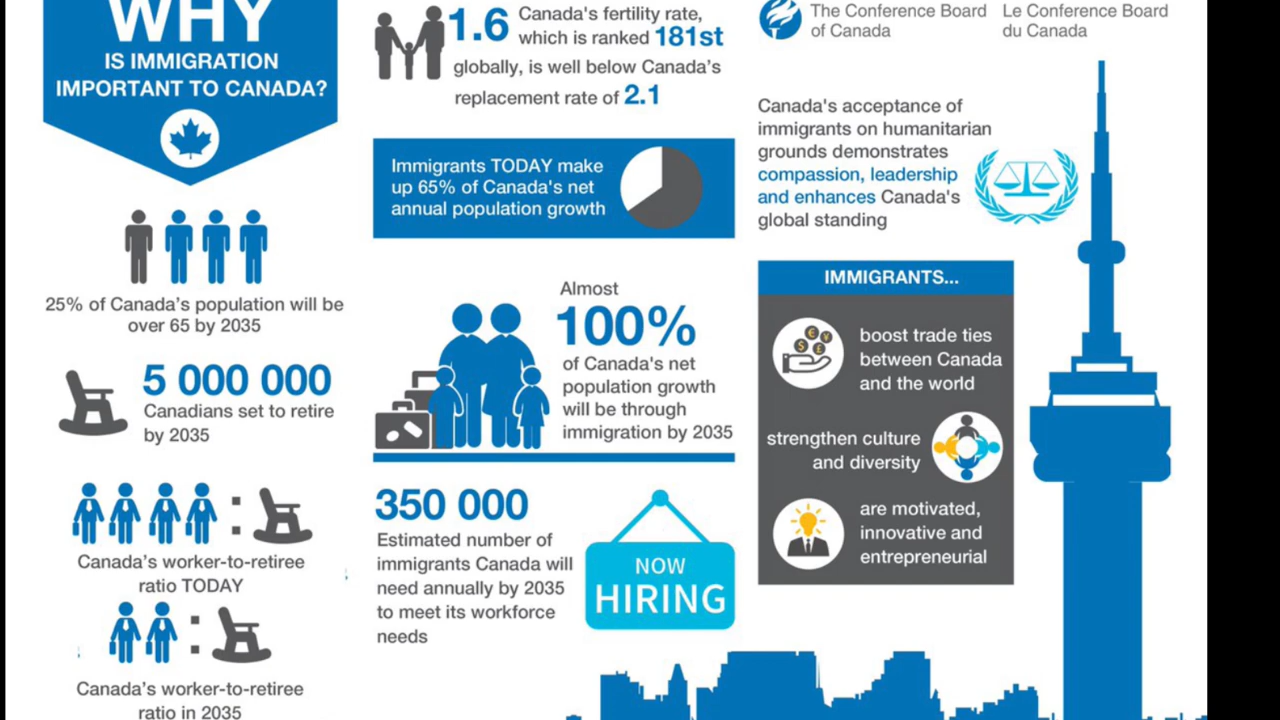 WHY
IS IMMIGRATION
IMPORTANT TO CANADA?
25% of Canada's population will be
over 65 by 2035
5 000 000
Canadians set to retire
by 2035
:
Canada's worker-to-retiree
ratio TODAY
:
Canada's worker-to-retiree
ratio in 2035
1.6 Canada's fertility rate,
which is ranked 181st
globally, is well below Canada's
replacement rate of 2.1
Immigrants TODAY make
up 65% of Canada's net
annual population growth
Almost
100%
of Canada's net
population growth
will be through
immigration by 2035
350 000
Estimated number of
immigrants Canada will
need annually by 2035
to meet its workforce
needs
NOW
HIRING
The Conference Board
of Canada
Le Conference Board
du Canada
Canada's acceptance of
immigrants on humanitarian
grounds demonstrates
compassion, leadership
and enhances Canada's
global standing
IMMIGRANTS...
boost trade ties
between Canada
and the world
strengthen culture
and diversity
are motivated,
innovative and
entrepreneurial